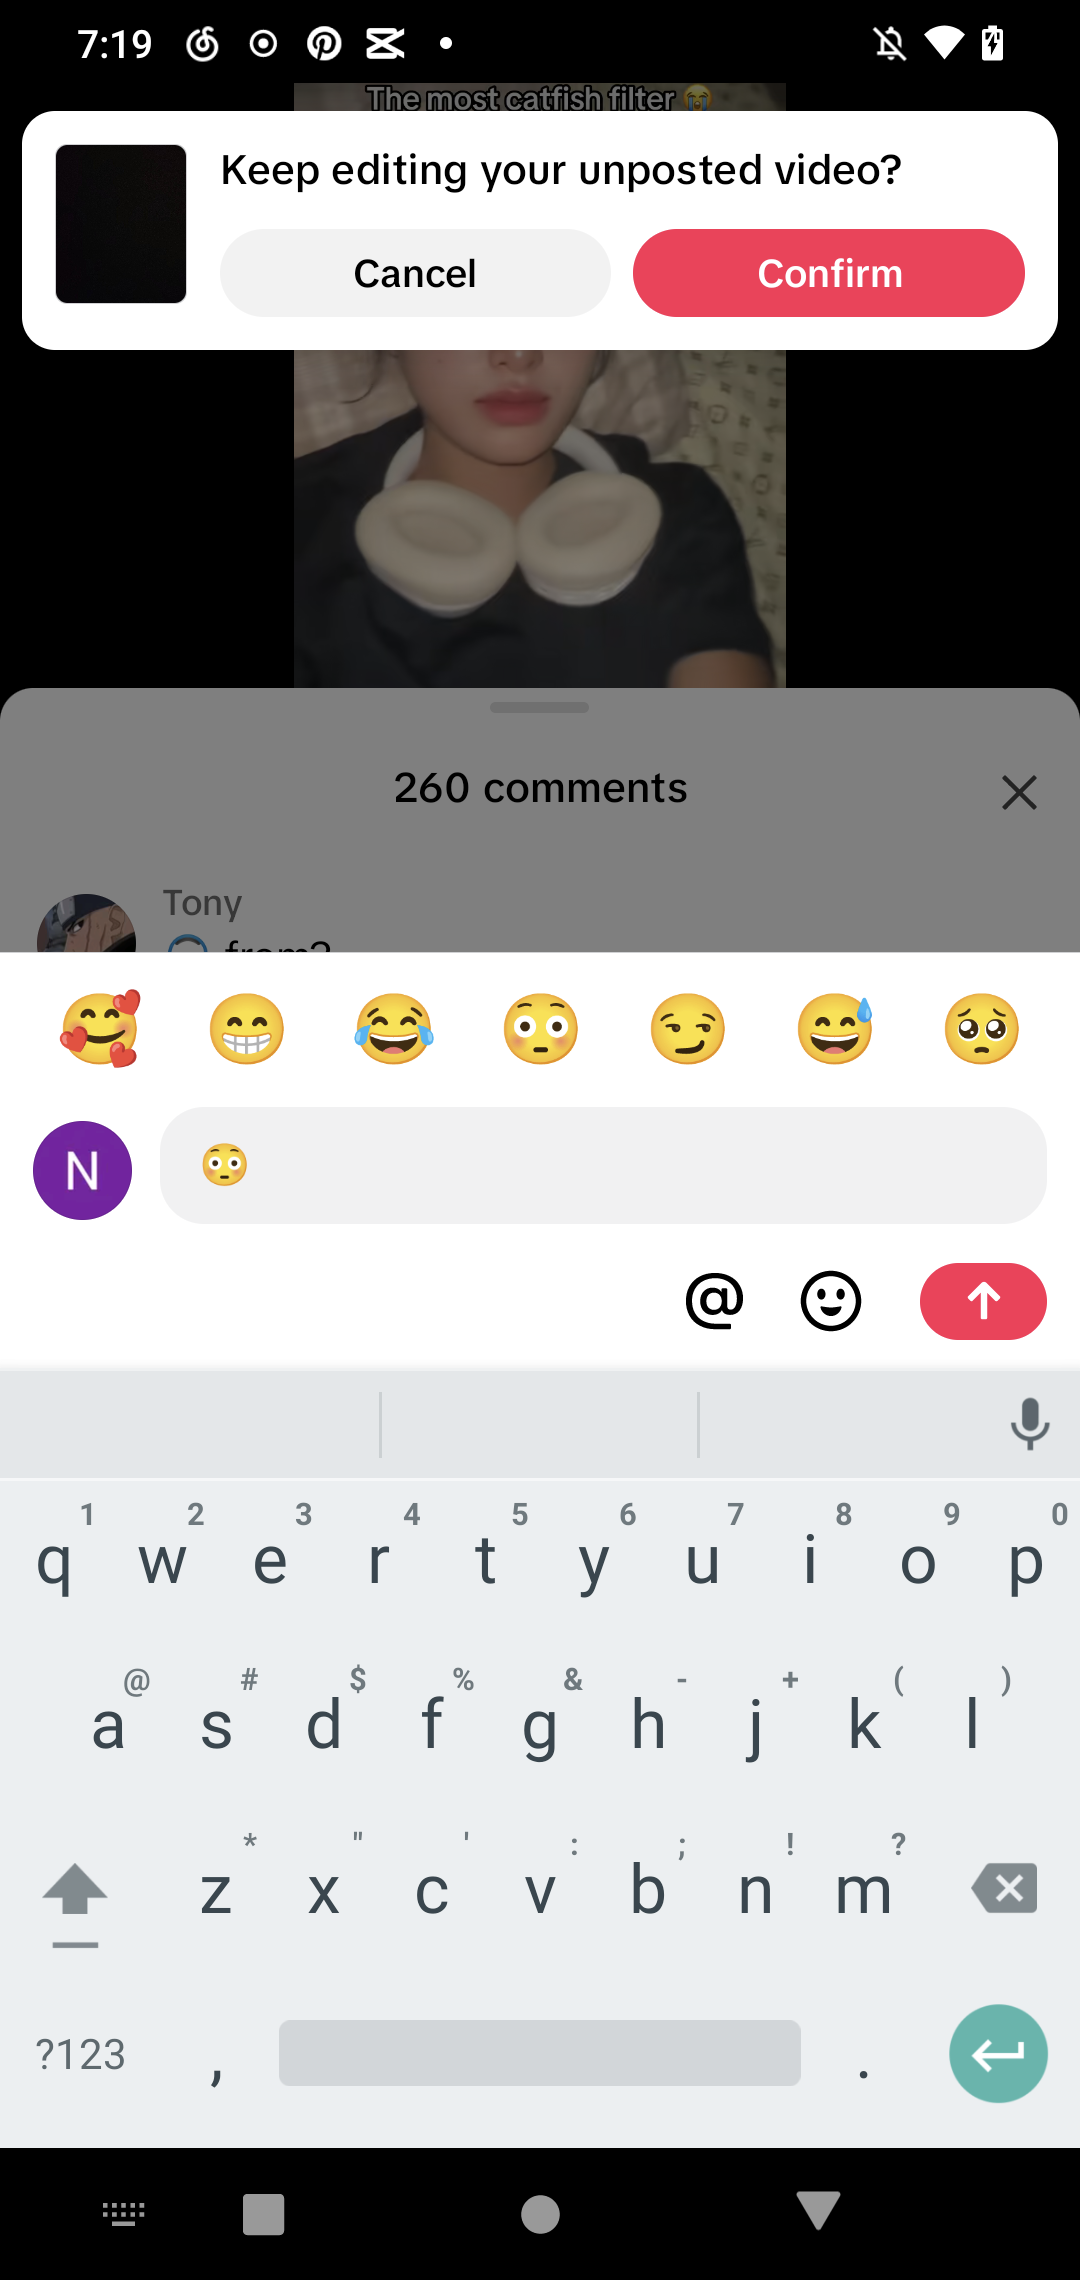 7:19
The most catfish filter 😭
Keep editing your unposted video?
Cancel Confirm
260 comments
Tony
🎧 from?
🥰 😁 😂 😳 😏 😅 🥺
N 😳
@
1 2 3 4 5 6 7 8 9 0
q w e r t y u i o p
@ # $ % & - + ( )
a s d f g h j k l
* " ' : ; ! ?
z x c v b n m
?123 , .